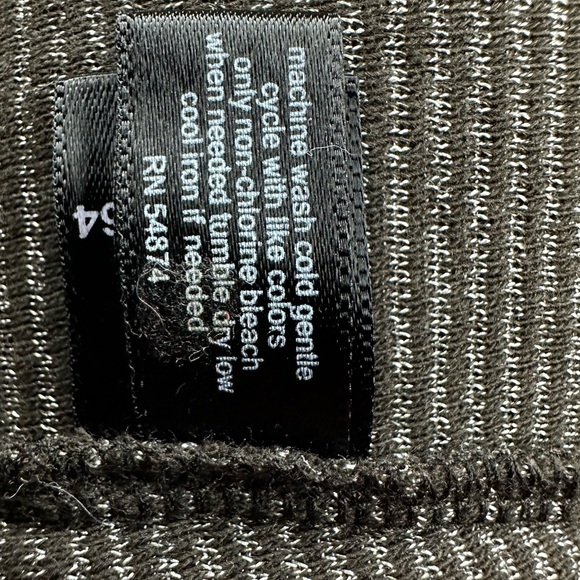 machine wash cold gentle
cycle with like colors
only non-chlorine bleach
when needed tumble dry low
cool iron if needed
RN 54874